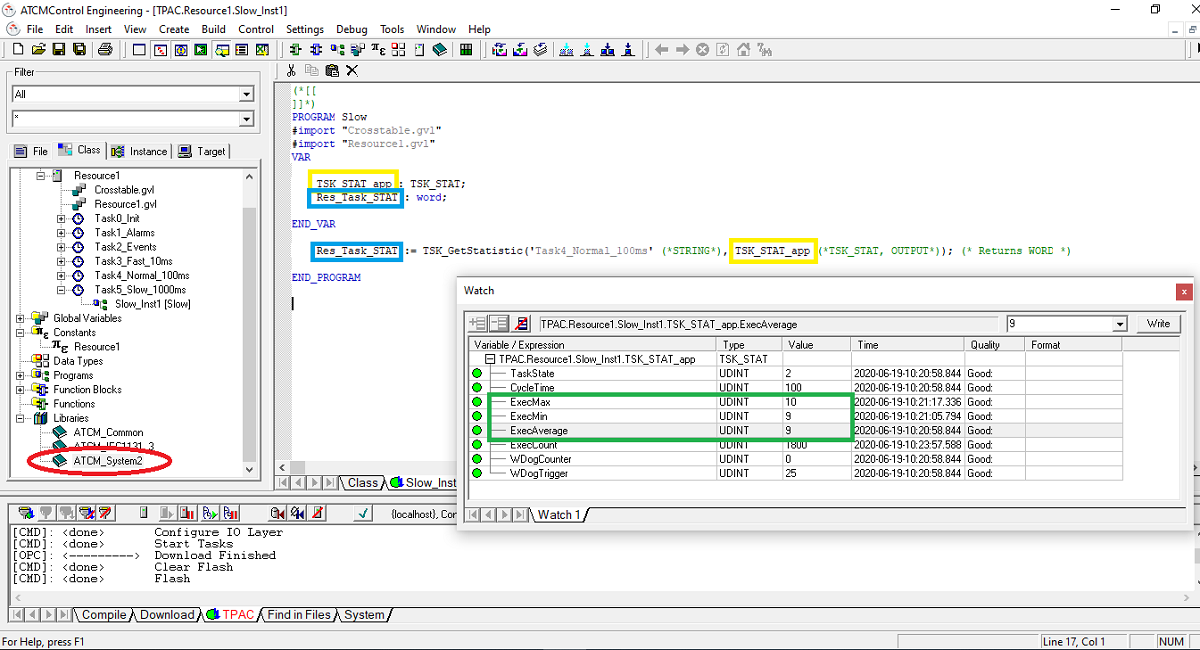 ATCMControl Engineering - [TPAC.Resource1.Slow_Inst1]
File Edit Insert View Create Build Control Settings Debug Tools Window Help
Filter
All
*
File Class Instance Target
Resource1
Crosstable.gvl
Resource1.gvl
Task0_Init
Task1_Alarms
Task2_Events
Task3_Fast_10ms
Task4_Normal_100ms
Task5_Slow_1000ms
Slow_Inst1 [Slow]
Global Variables
Constants
Resource1
Data Types
Programs
Function Blocks
Functions
Libraries
ATCM_Common
ATCM_IEC1131_3
ATCM_System2
(*[[
]]*)
PROGRAM Slow
#import "Crosstable.gvl"
#import "Resource1.gvl"
VAR
TSK_STAT_app : TSK_STAT;
Res_Task_STAT : word;
END_VAR
Res_Task_STAT := TSK_GetStatistic('Task4_Normal_100ms' (*STRING*), TSK_STAT_app (*TSK_STAT, OUTPUT*)); (* Returns WORD *)
END_PROGRAM
Class Slow_Inst
Watch
x
TPAC.Resource1.Slow_Inst1.TSK_STAT_app.ExecAverage 9 Write
Variable / Expression Type Value Time Quality Format
TPAC.Resource1.Slow_Inst1.TSK_STAT_app TSK_STAT
TaskState UDINT 2 2020-06-19-10:20:58.844 Good:
CycleTime UDINT 100 2020-06-19-10:20:58.844 Good:
ExecMax UDINT 10 2020-06-19-10:21:17.336 Good:
ExecMin UDINT 9 2020-06-19-10:21:05.794 Good:
ExecAverage UDINT 9 2020-06-19-10:20:58.844 Good:
ExecCount UDINT 1800 2020-06-19-10:23:57.588 Good:
WDogCounter UDINT 0 2020-06-19-10:20:58.844 Good:
WDogTrigger UDINT 25 2020-06-19-10:20:58.844 Good:
Watch 1
(localhost), Con
[CMD]: <done> Configure IO Layer
[CMD]: <done> Start Tasks
[OPC]: <---------> Download Finished
[CMD]: <done> Clear Flash
[CMD]: <done> Flash
Compile Download TPAC Find in Files System
For Help, press F1
Line 17, Col 1 NUM